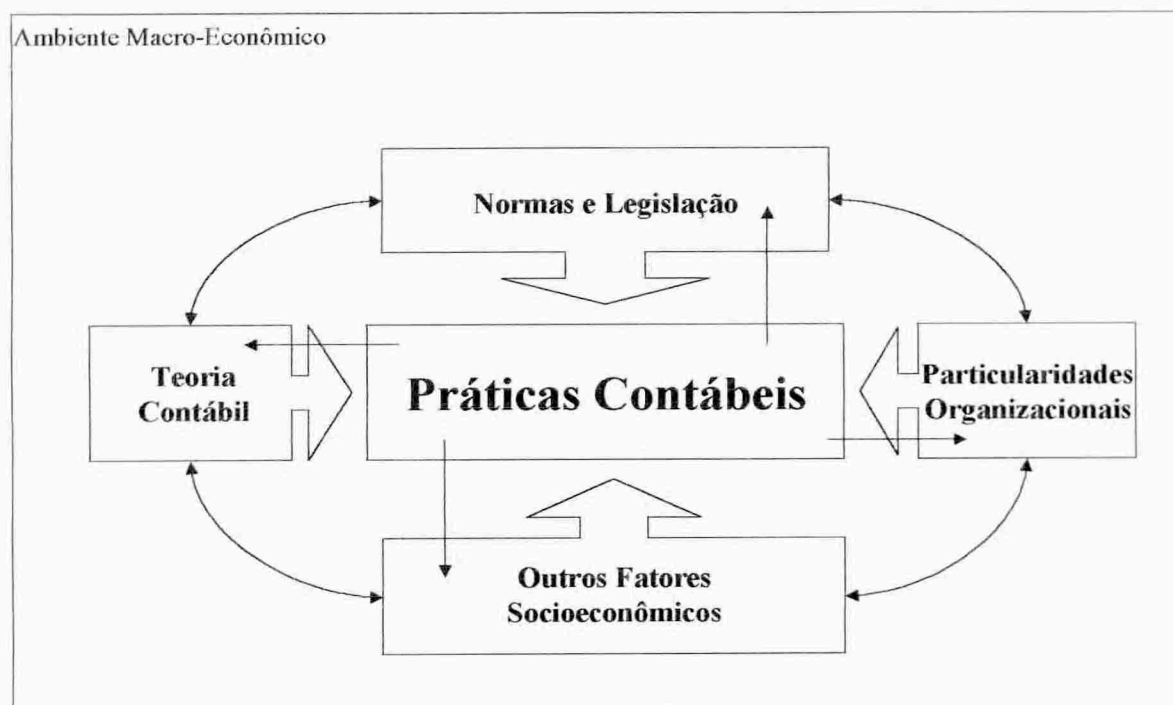 Ambiente Macro-Econômico
Normas e Legislação
Teoria
Contábil
Práticas Contábeis
Particularidades
Organizacionais
Outros Fatores
Socioeconômicos